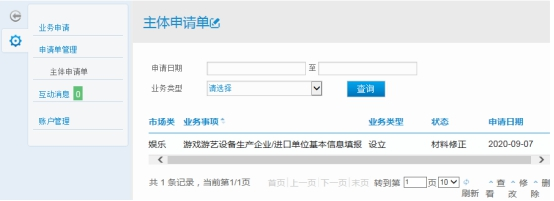 主体申请单
业务申请
申请单管理
主体申请单
互动消息 0
账户管理
申请日期 至
业务类型 请选择 查询
市场类 业务事项 业务类型 状态 申请日期
娱乐 游戏游艺设备生产企业/进口单位基本信息填报 设立 材料修正 2020-09-07
共 1 条记录，当前第1/1页 首页|上一页|下一页|末页 转到第 1 页 10 刷新 查看 修改 删除